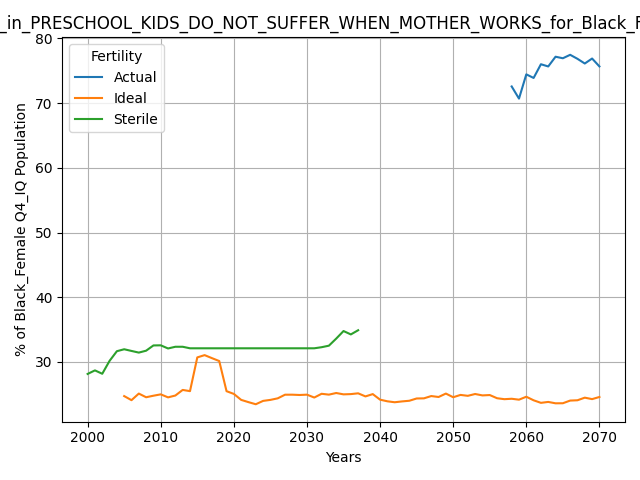 _in_PRESCHOOL_KIDS_DO_NOT_SUFFER_WHEN_MOTHER_WORKS_for_Black_F
Fertility
Actual
Ideal
Sterile
% of Black_Female Q4_IQ Population
80
70
60
50
40
30
2000 2010 2020 2030 2040 2050 2060 2070
Years